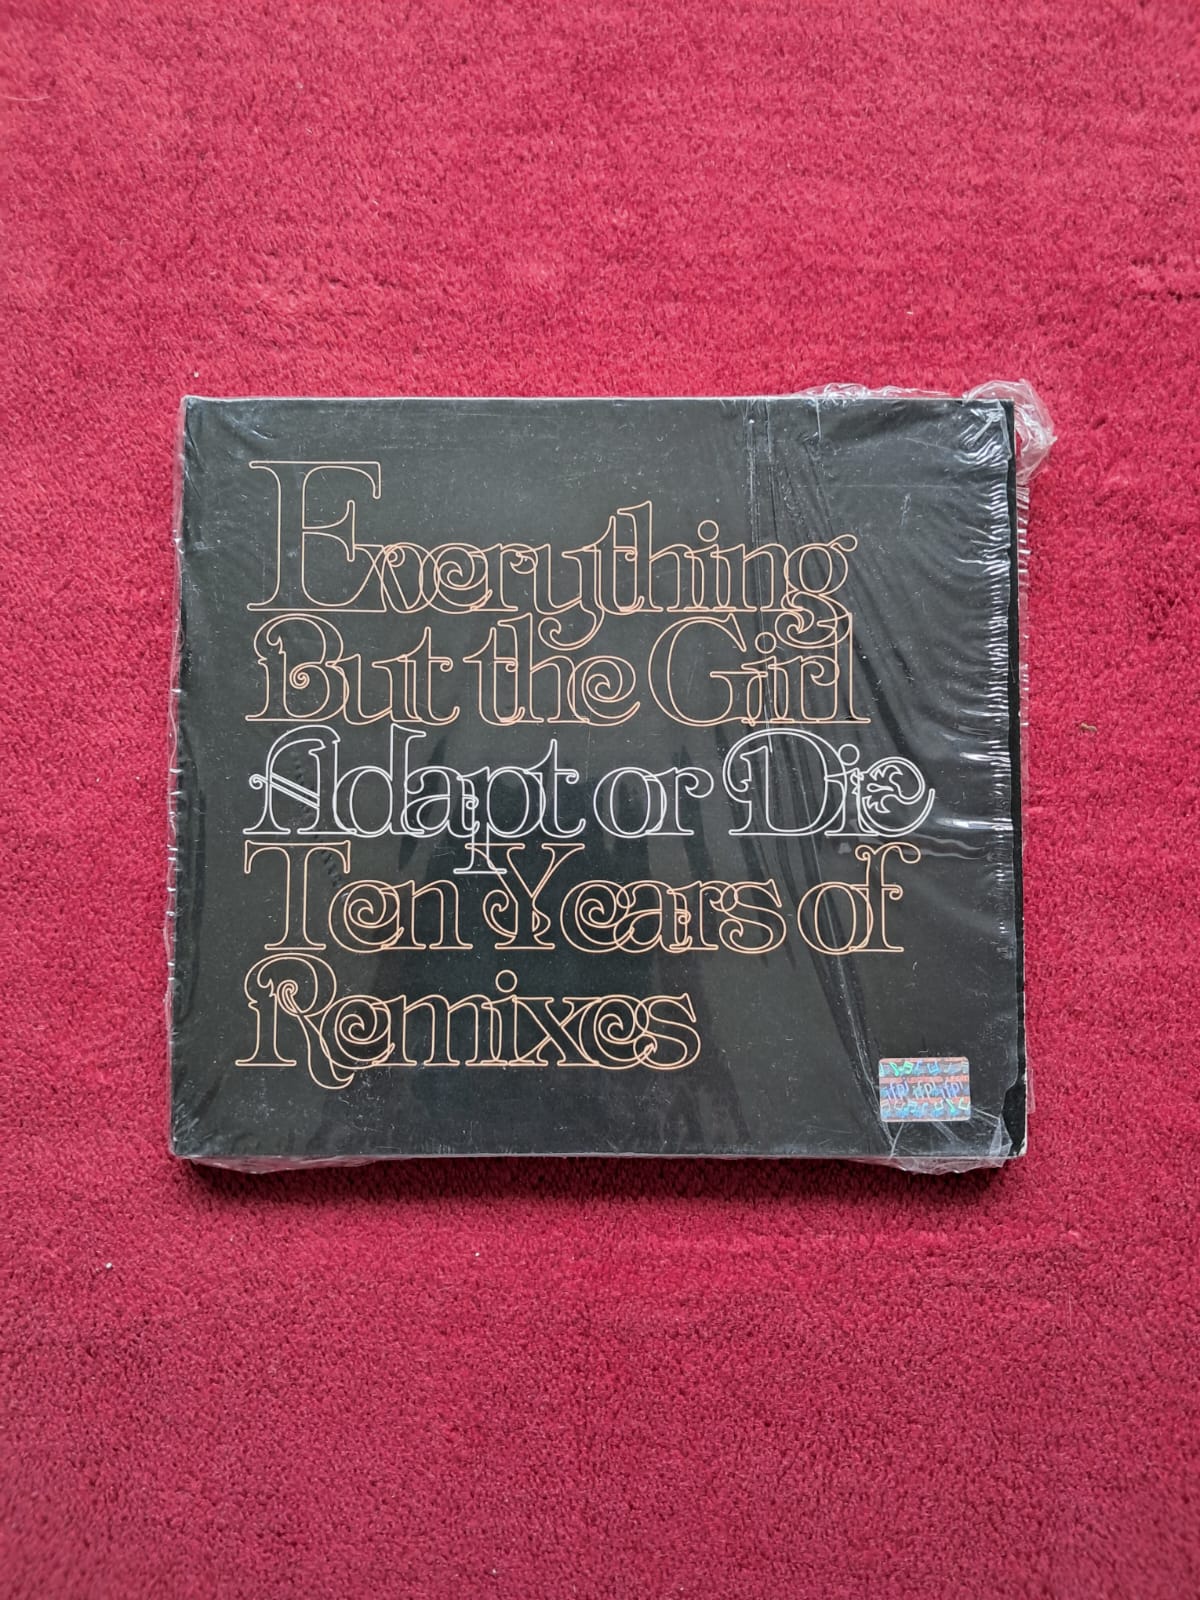 Everything
But the Girl
Adapt or Die
Ten Years of
Remixes